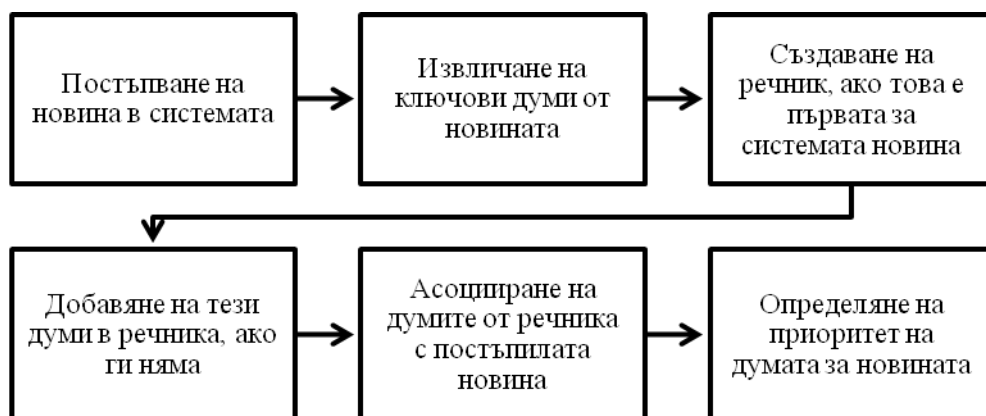 Постъпване на
новина в системата
Извличане на
ключови думи от
новината
Създаване на
речник, ако това е
първата за
системата новина
Добавяне на тези
думи в речника, ако
ги няма
Асоцииране на
думите от речника
с постъпилата
новина
Определяне на
приоритет на
думата за новината